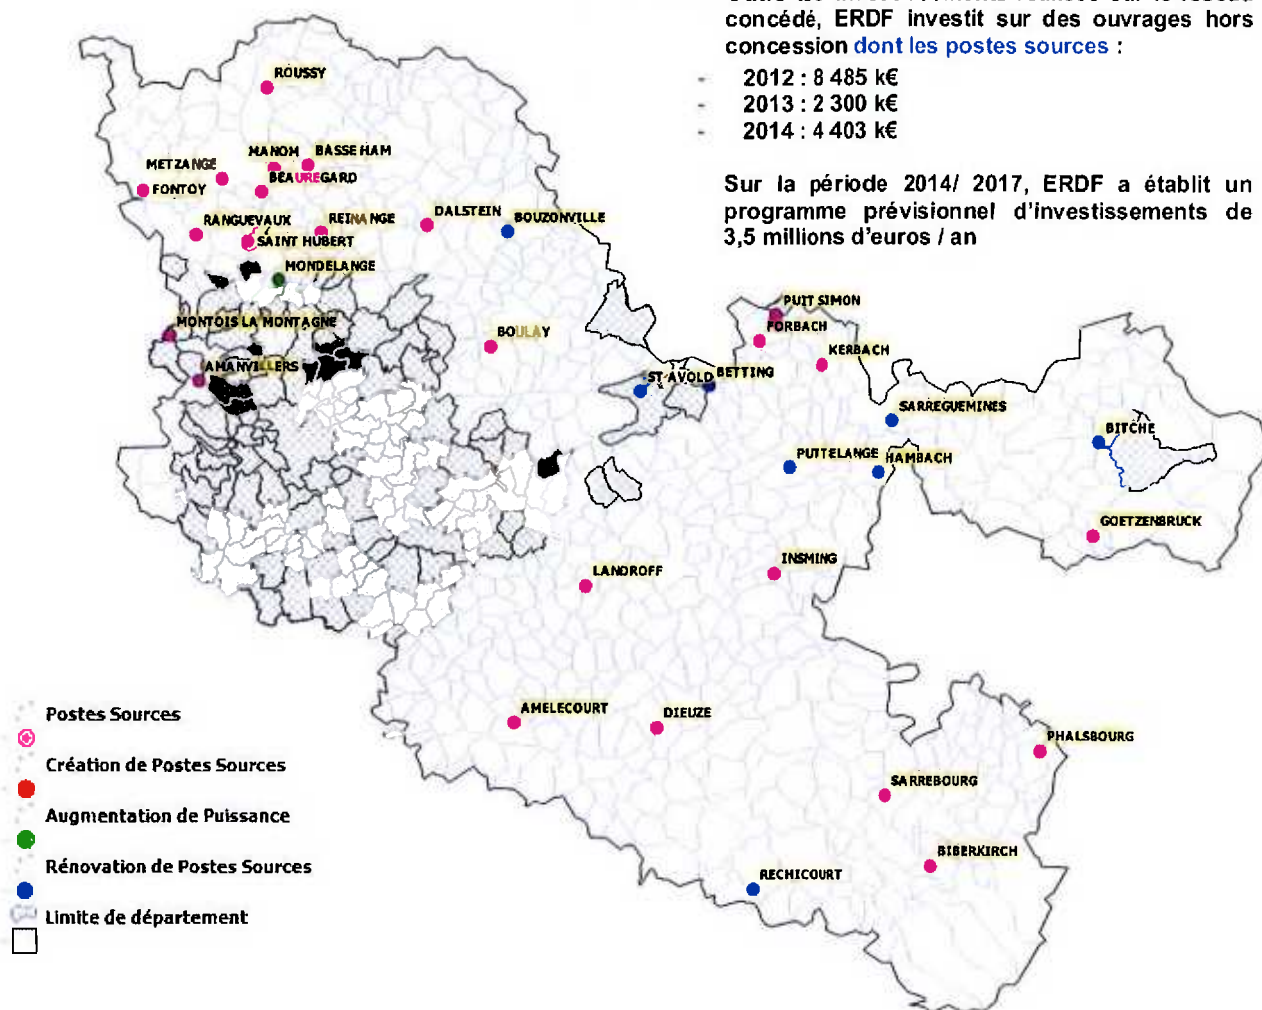 concédé, ERDF investit sur des ouvrages hors
concession dont les postes sources :
- 2012 : 8 485 k€
- 2013 : 2 300 k€
- 2014 : 4 403 k€
Sur la période 2014/ 2017, ERDF a établit un
programme prévisionnel d'investissements de
3,5 millions d'euros / an
ROUSSY
MANOM
BASSE HAM
METZANGE
BEAUREGARD
FONTOY
RANGUEVAUX
REINANGE
DALSTEIN
BOUZONVILLE
SAINT HUBERT
MONDELANGE
PUIT SIMON
MONTOIS LA MONTAGNE
FORBACH
BOULAY
KERBACH
AMANVILLERS
ST AVOLD
BETTING
SARREGUEMINES
BITCHE
PUTTELANGE
HAMBACH
GOETZENBRUCK
INSMING
LANDROFF
AMELECOURT
DIEUZE
PHALSBOURG
SARREBOURG
BIBERKIRCH
RECHICOURT
Postes Sources
Création de Postes Sources
Augmentation de Puissance
Rénovation de Postes Sources
Limite de département